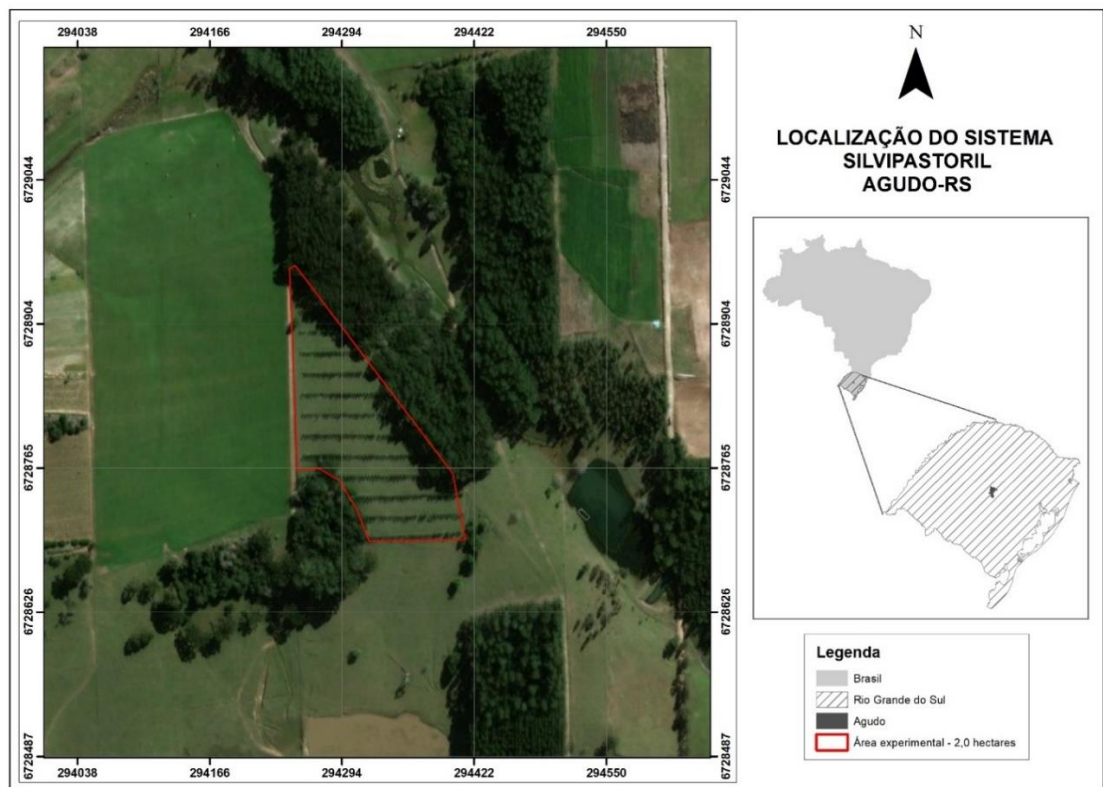 294038 294166 294294 294422 294550
6729044
6728904
6728765
6728626
6728487
6729044
6728904
6728765
6728626
6728487
294038 294166 294294 294422 294550
N
LOCALIZAÇÃO DO SISTEMA
SILVIPASTORIL
AGUDO-RS
Legenda
Brasil
Rio Grande do Sul
Agudo
Área experimental - 2,0 hectares